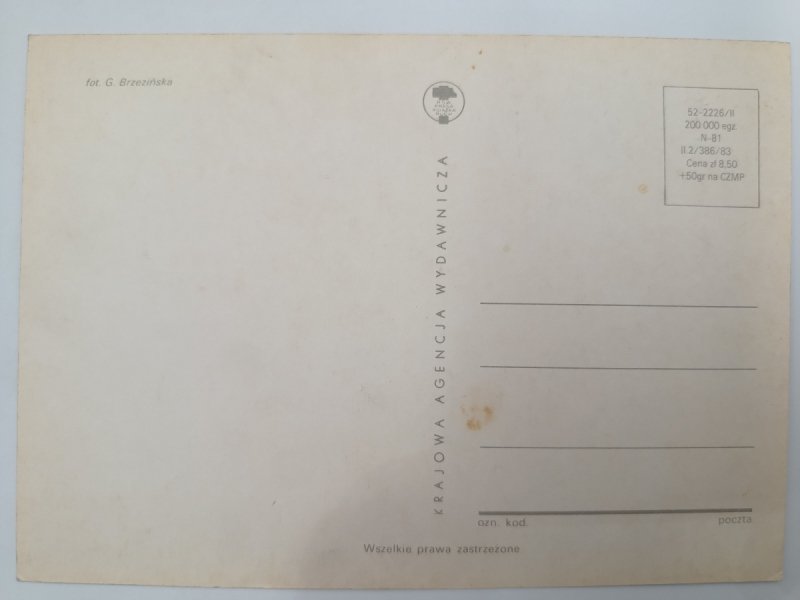 fot. G. Brzezińska
KRAJOWA AGENCJA WYDAWNICZA
52-2226/II
200 000 egz.
N-81
II.2/386/83
Cena zł 8,50
+50gr na CZMP
ozn. kod.
poczta
Wszelkie prawa zastrzeżone